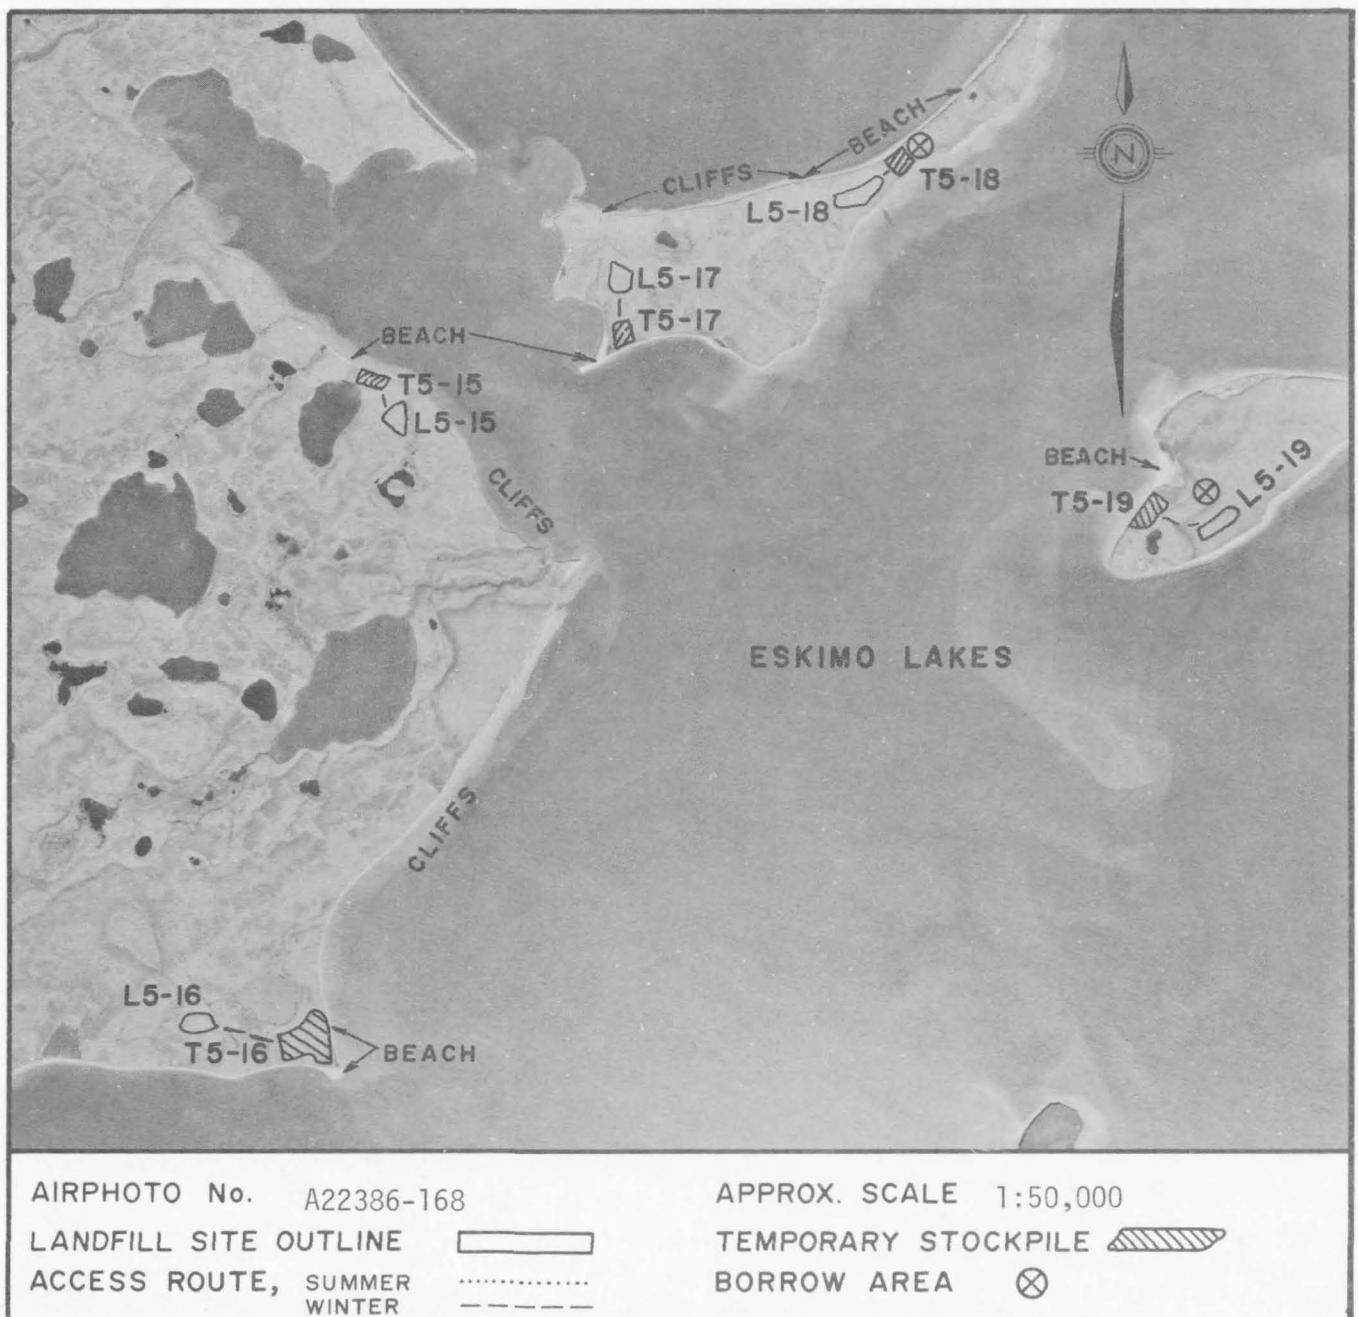 BEACH
N
CLIFFS
T5-18
L5-18
L5-17
T5-17
BEACH
T5-15
L5-15
BEACH
L5-19
CLIFFS
T5-19
ESKIMO LAKES
CLIFFS
L5-16
T5-16
BEACH
AIRPHOTO No. A22386-168
APPROX. SCALE 1:50,000
LANDFILL SITE OUTLINE
TEMPORARY STOCKPILE
ACCESS ROUTE, SUMMER
BORROW AREA
WINTER